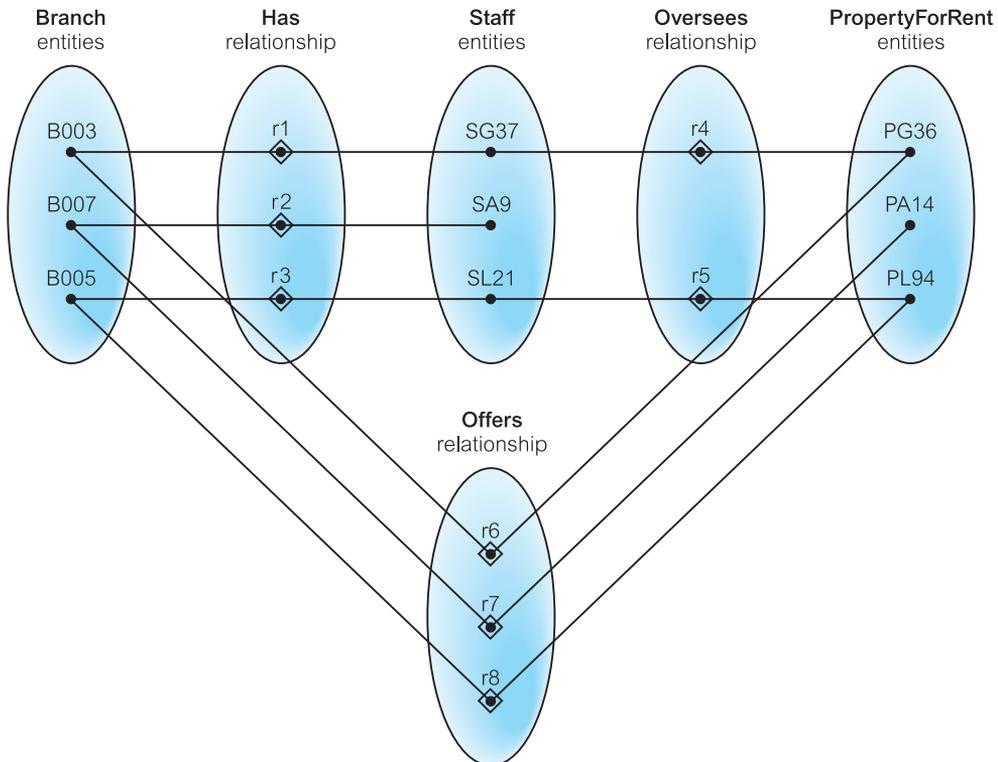 Branch
entities
Has
relationship
Staff
entities
Oversees
relationship
PropertyForRent
entities
B003
r1
SG37
r4
PG36
B007
r2
SA9
PA14
B005
r3
SL21
r5
PL94
Offers
relationship
r6
r7
r8